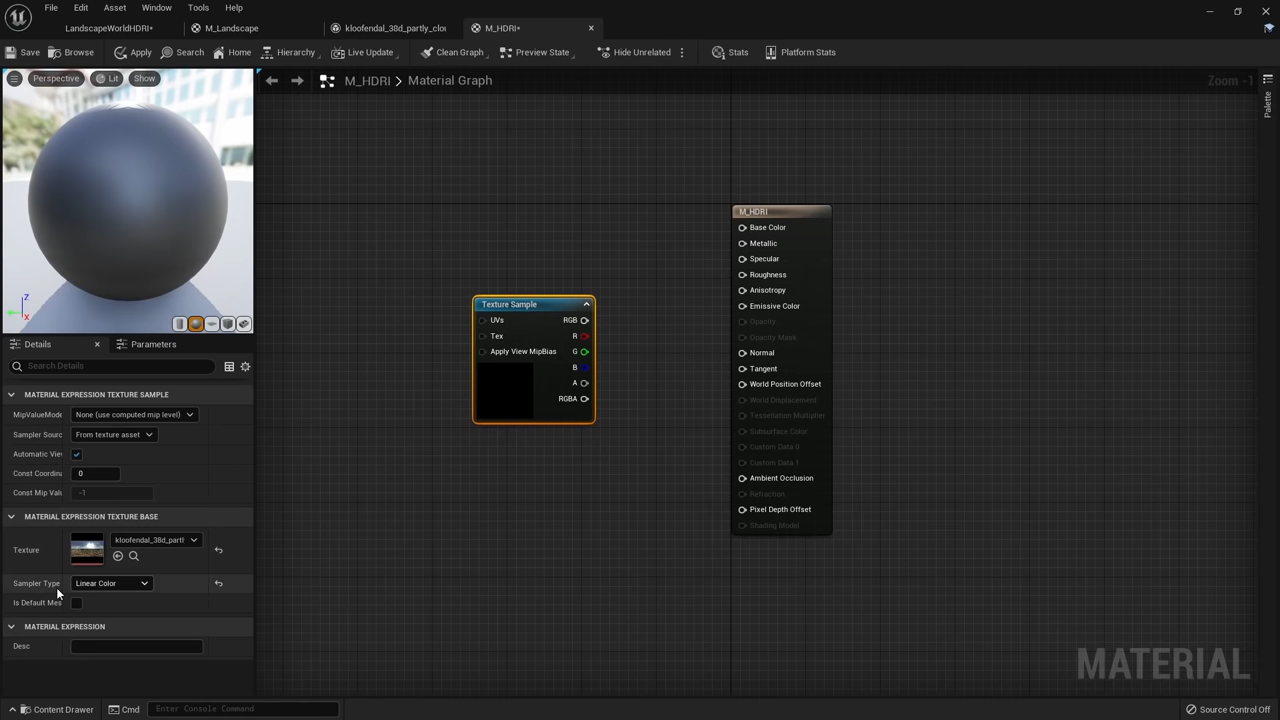 File Edit Asset Window Tools Help
LandscapeWorldHDRI* M_Landscape kloofendal_38d_partly_clou M_HDRI*
Save Browse Apply Search Home Hierarchy Live Update Clean Graph Preview State Hide Unrelated Stats Platform Stats
Perspective Lit Show
M_HDRI > Material Graph
Zoom -1
Palette
Z
X
Details Parameters
Search Details
MATERIAL EXPRESSION TEXTURE SAMPLE
MipValueMode None (use computed mip level)
Sampler Sourc From texture asset
Automatic View
Const Coordina 0
Const Mip Valu -1
MATERIAL EXPRESSION TEXTURE BASE
Texture kloofendal_38d_partl
Sampler Type Linear Color
Is Default Mes
MATERIAL EXPRESSION
Desc
Texture Sample
UVs RGB
Tex R
Apply View MipBias G
B
A
RGBA
M_HDRI
Base Color
Metallic
Specular
Roughness
Anisotropy
Emissive Color
Opacity
Opacity Mask
Normal
Tangent
World Position Offset
World Displacement
Tessellation Multiplier
Subsurface Color
Custom Data 0
Custom Data 1
Ambient Occlusion
Refraction
Pixel Depth Offset
Shading Model
MATERIAL
Content Drawer Cmd Enter Console Command Source Control Off